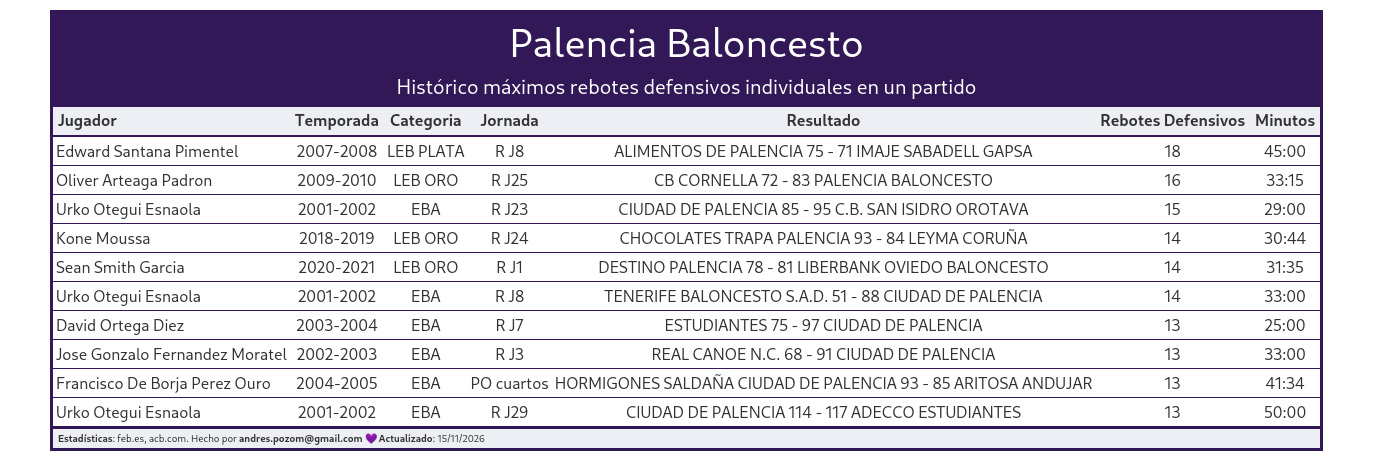 Palencia Baloncesto
Histórico máximos rebotes defensivos individuales en un partido
Jugador Temporada Categoria Jornada Resultado Rebotes Defensivos Minutos
Edward Santana Pimentel 2007-2008 LEB PLATA R J8 ALIMENTOS DE PALENCIA 75 - 71 IMAJE SABADELL GAPSA 18 45:00
Oliver Arteaga Padron 2009-2010 LEB ORO R J25 CB CORNELLA 72 - 83 PALENCIA BALONCESTO 16 33:15
Urko Otegui Esnaola 2001-2002 EBA R J23 CIUDAD DE PALENCIA 85 - 95 C.B. SAN ISIDRO OROTAVA 15 29:00
Kone Moussa 2018-2019 LEB ORO R J24 CHOCOLATES TRAPA PALENCIA 93 - 84 LEYMA CORUÑA 14 30:44
Sean Smith Garcia 2020-2021 LEB ORO R J1 DESTINO PALENCIA 78 - 81 LIBERBANK OVIEDO BALONCESTO 14 31:35
Urko Otegui Esnaola 2001-2002 EBA R J8 TENERIFE BALONCESTO S.A.D. 51 - 88 CIUDAD DE PALENCIA 14 33:00
David Ortega Diez 2003-2004 EBA R J7 ESTUDIANTES 75 - 97 CIUDAD DE PALENCIA 13 25:00
Jose Gonzalo Fernandez Moratel 2002-2003 EBA R J3 REAL CANOE N.C. 68 - 91 CIUDAD DE PALENCIA 13 33:00
Francisco De Borja Perez Ouro 2004-2005 EBA PO cuartos HORMIGONES SALDAÑA CIUDAD DE PALENCIA 93 - 85 ARITOSA ANDUJAR 13 41:34
Urko Otegui Esnaola 2001-2002 EBA R J29 CIUDAD DE PALENCIA 114 - 117 ADECCO ESTUDIANTES 13 50:00
Estadísticas: feb.es, acb.com. Hecho por andres.pozom@gmail.com 💜 Actualizado: 15/11/2026